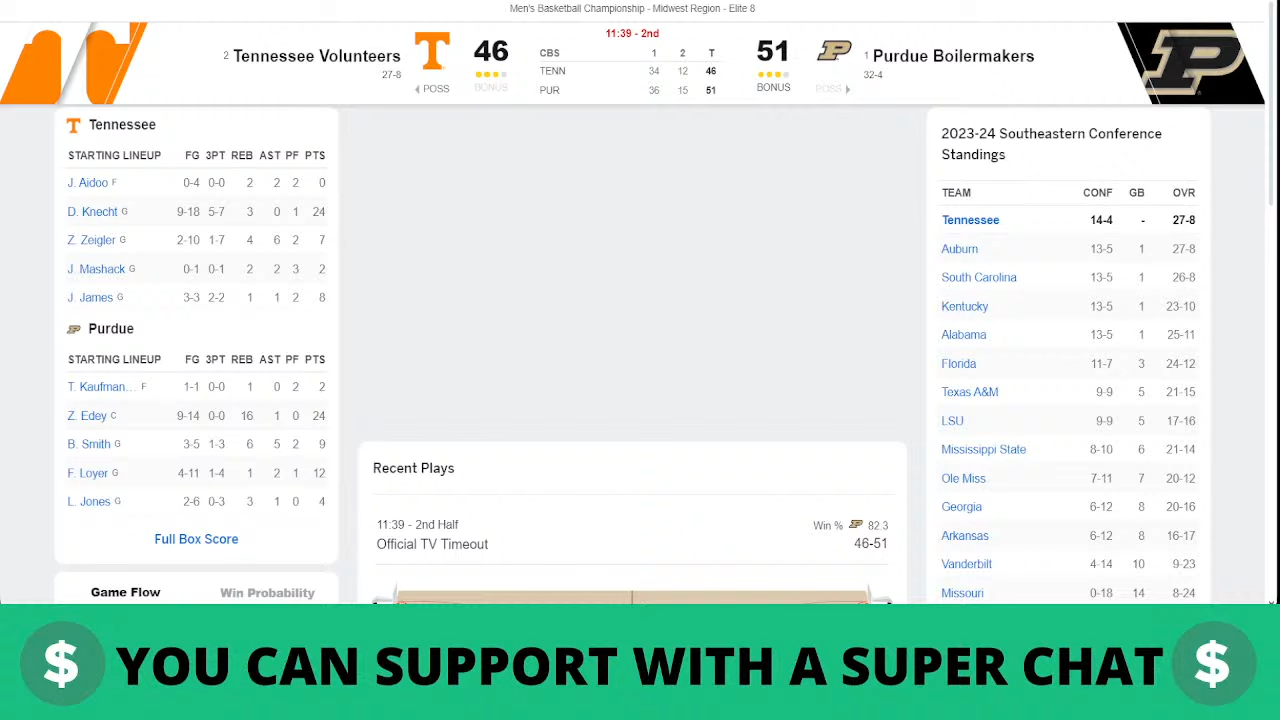 Men's Basketball Championship - Midwest Region - Elite 8
2 Tennessee Volunteers
27-8
T
46
POSS
BONUS
11:39 - 2nd
CBS 1 2 T
TENN 34 12 46
PUR 36 15 51
51
BONUS
P
1 Purdue Boilermakers
32-4
POSS
P
Tennessee
STARTING LINEUP FG 3PT REB AST PF PTS
J. Aidoo F 0-4 0-0 2 2 2 0
D. Knecht G 9-18 5-7 3 0 1 24
Z. Zeigler G 2-10 1-7 4 6 2 7
J. Mashack G 0-1 0-1 2 2 3 2
J. James G 3-3 2-2 1 1 2 8
Purdue
STARTING LINEUP FG 3PT REB AST PF PTS
T. Kaufman... F 1-1 0-0 1 0 2 2
Z. Edey C 9-14 0-0 16 1 0 24
B. Smith G 3-5 1-3 6 5 2 9
F. Loyer G 4-11 1-4 1 2 1 12
L. Jones G 2-6 0-3 3 1 0 4
Full Box Score
Game Flow Win Probability
Recent Plays
11:39 - 2nd Half Win % 82.3
Official TV Timeout 46-51
2023-24 Southeastern Conference
Standings
TEAM CONF GB OVR
Tennessee 14-4 - 27-8
Auburn 13-5 1 27-8
South Carolina 13-5 1 26-8
Kentucky 13-5 1 23-10
Alabama 13-5 1 25-11
Florida 11-7 3 24-12
Texas A&M 9-9 5 21-15
LSU 9-9 5 17-16
Mississippi State 8-10 6 21-14
Ole Miss 7-11 7 20-12
Georgia 6-12 8 20-16
Arkansas 6-12 8 16-17
Vanderbilt 4-14 10 9-23
Missouri 0-18 14 8-24
$ YOU CAN SUPPORT WITH A SUPER CHAT $